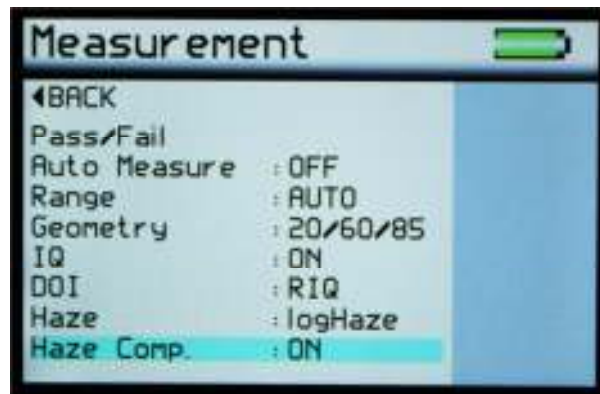 Measurement
◀BACK
Pass/Fail
Auto Measure : OFF
Range : AUTO
Geometry : 20/60/85
IQ : ON
DOI : RIQ
Haze : logHaze
Haze Comp. : ON